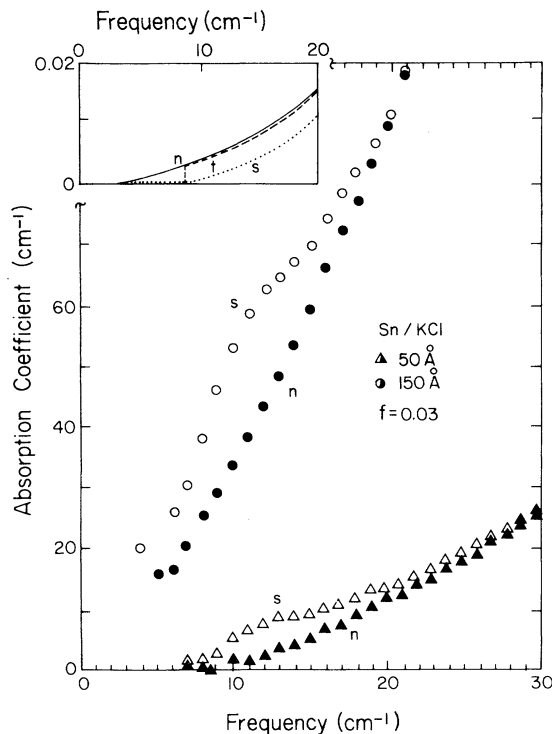 Frequency (cm⁻¹)
0 10 20
0.02
0
n
t
s
60
40
20
0
Absorption Coefficient (cm⁻¹)
s
n
Sn / KCl
50 Å
150 Å
f = 0.03
s
n
0 10 20 30
Frequency (cm⁻¹)